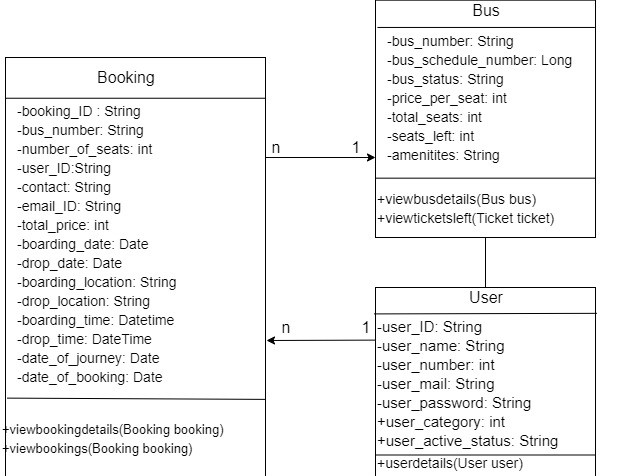 Bus
-bus_number: String
-bus_schedule_number: Long
-bus_status: String
-price_per_seat: int
-total_seats: int
-seats_left: int
-amenitites: String
+viewbusdetails(Bus bus)
+viewticketsleft(Ticket ticket)
Booking
-booking_ID : String
-bus_number: String
-number_of_seats: int
-user_ID:String
-contact: String
-email_ID: String
-total_price: int
-boarding_date: Date
-drop_date: Date
-boarding_location: String
-drop_location: String
-boarding_time: Datetime
-drop_time: DateTime
-date_of_journey: Date
-date_of_booking: Date
+viewbookingdetails(Booking booking)
+viewbookings(Booking booking)
n 1
n 1
User
-user_ID: String
-user_name: String
-user_number: int
-user_mail: String
-user_password: String
+user_category: int
+user_active_status: String
+userdetails(User user)